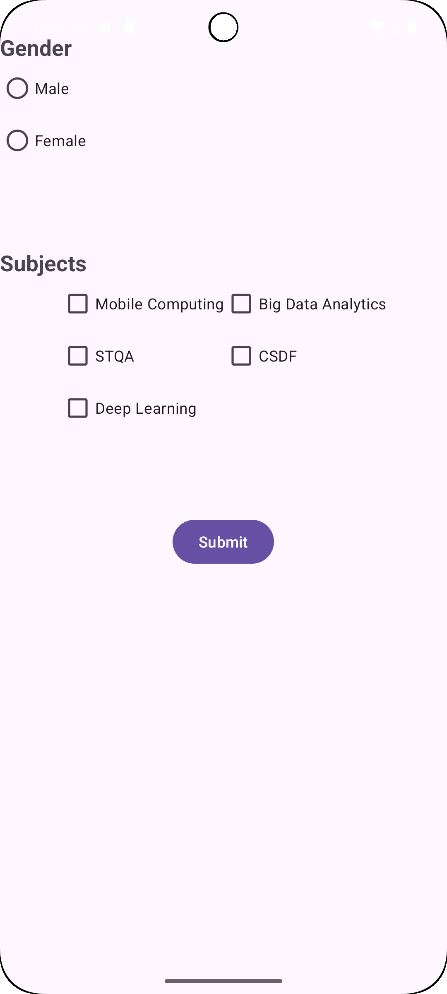 Gender
Male
Female
Subjects
Mobile Computing Big Data Analytics
STQA CSDF
Deep Learning
Submit